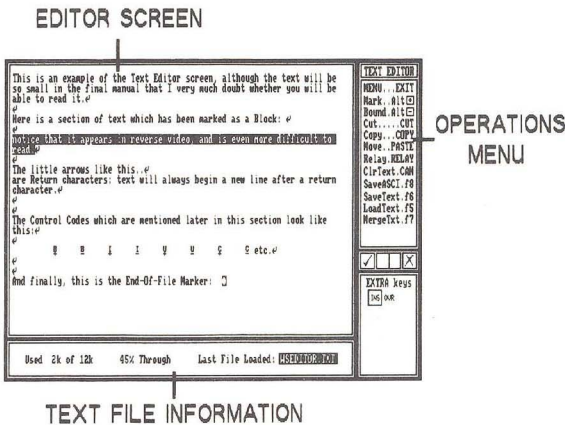 EDITOR SCREEN
This is an example of the Text Editor screen, although the text will be
so small in the final manual that I very much doubt whether you will be
able to read it.↵
↵
Here is a section of text which has been marked as a Block: ↵
↵
notice that it appears in reverse video, and is even more difficult to
read.↵
↵
The little arrows like this..↵
are Return characters: text will always begin a new line after a return
character.↵
↵
↵
The Control Codes which are mentioned later in this section look like
this:↵
↵
etc.↵
↵
↵
And finally, this is the End-Of-File Marker:
Used 2k of 12k 45% Through Last File Loaded: WSEDITOR.TXT
TEXT EDITOR
MENU...EXIT
Mark..Alt+
Bound.Alt-
Cut.....CUT
Copy...COPY
Move..PASTE
Relay.RELAY
ClrText.CAN
SaveASCI.f8
SaveText.f6
LoadText.f5
MergeTxt.f7
EXTRA keys
INS OVR
OPERATIONS
MENU
TEXT FILE INFORMATION